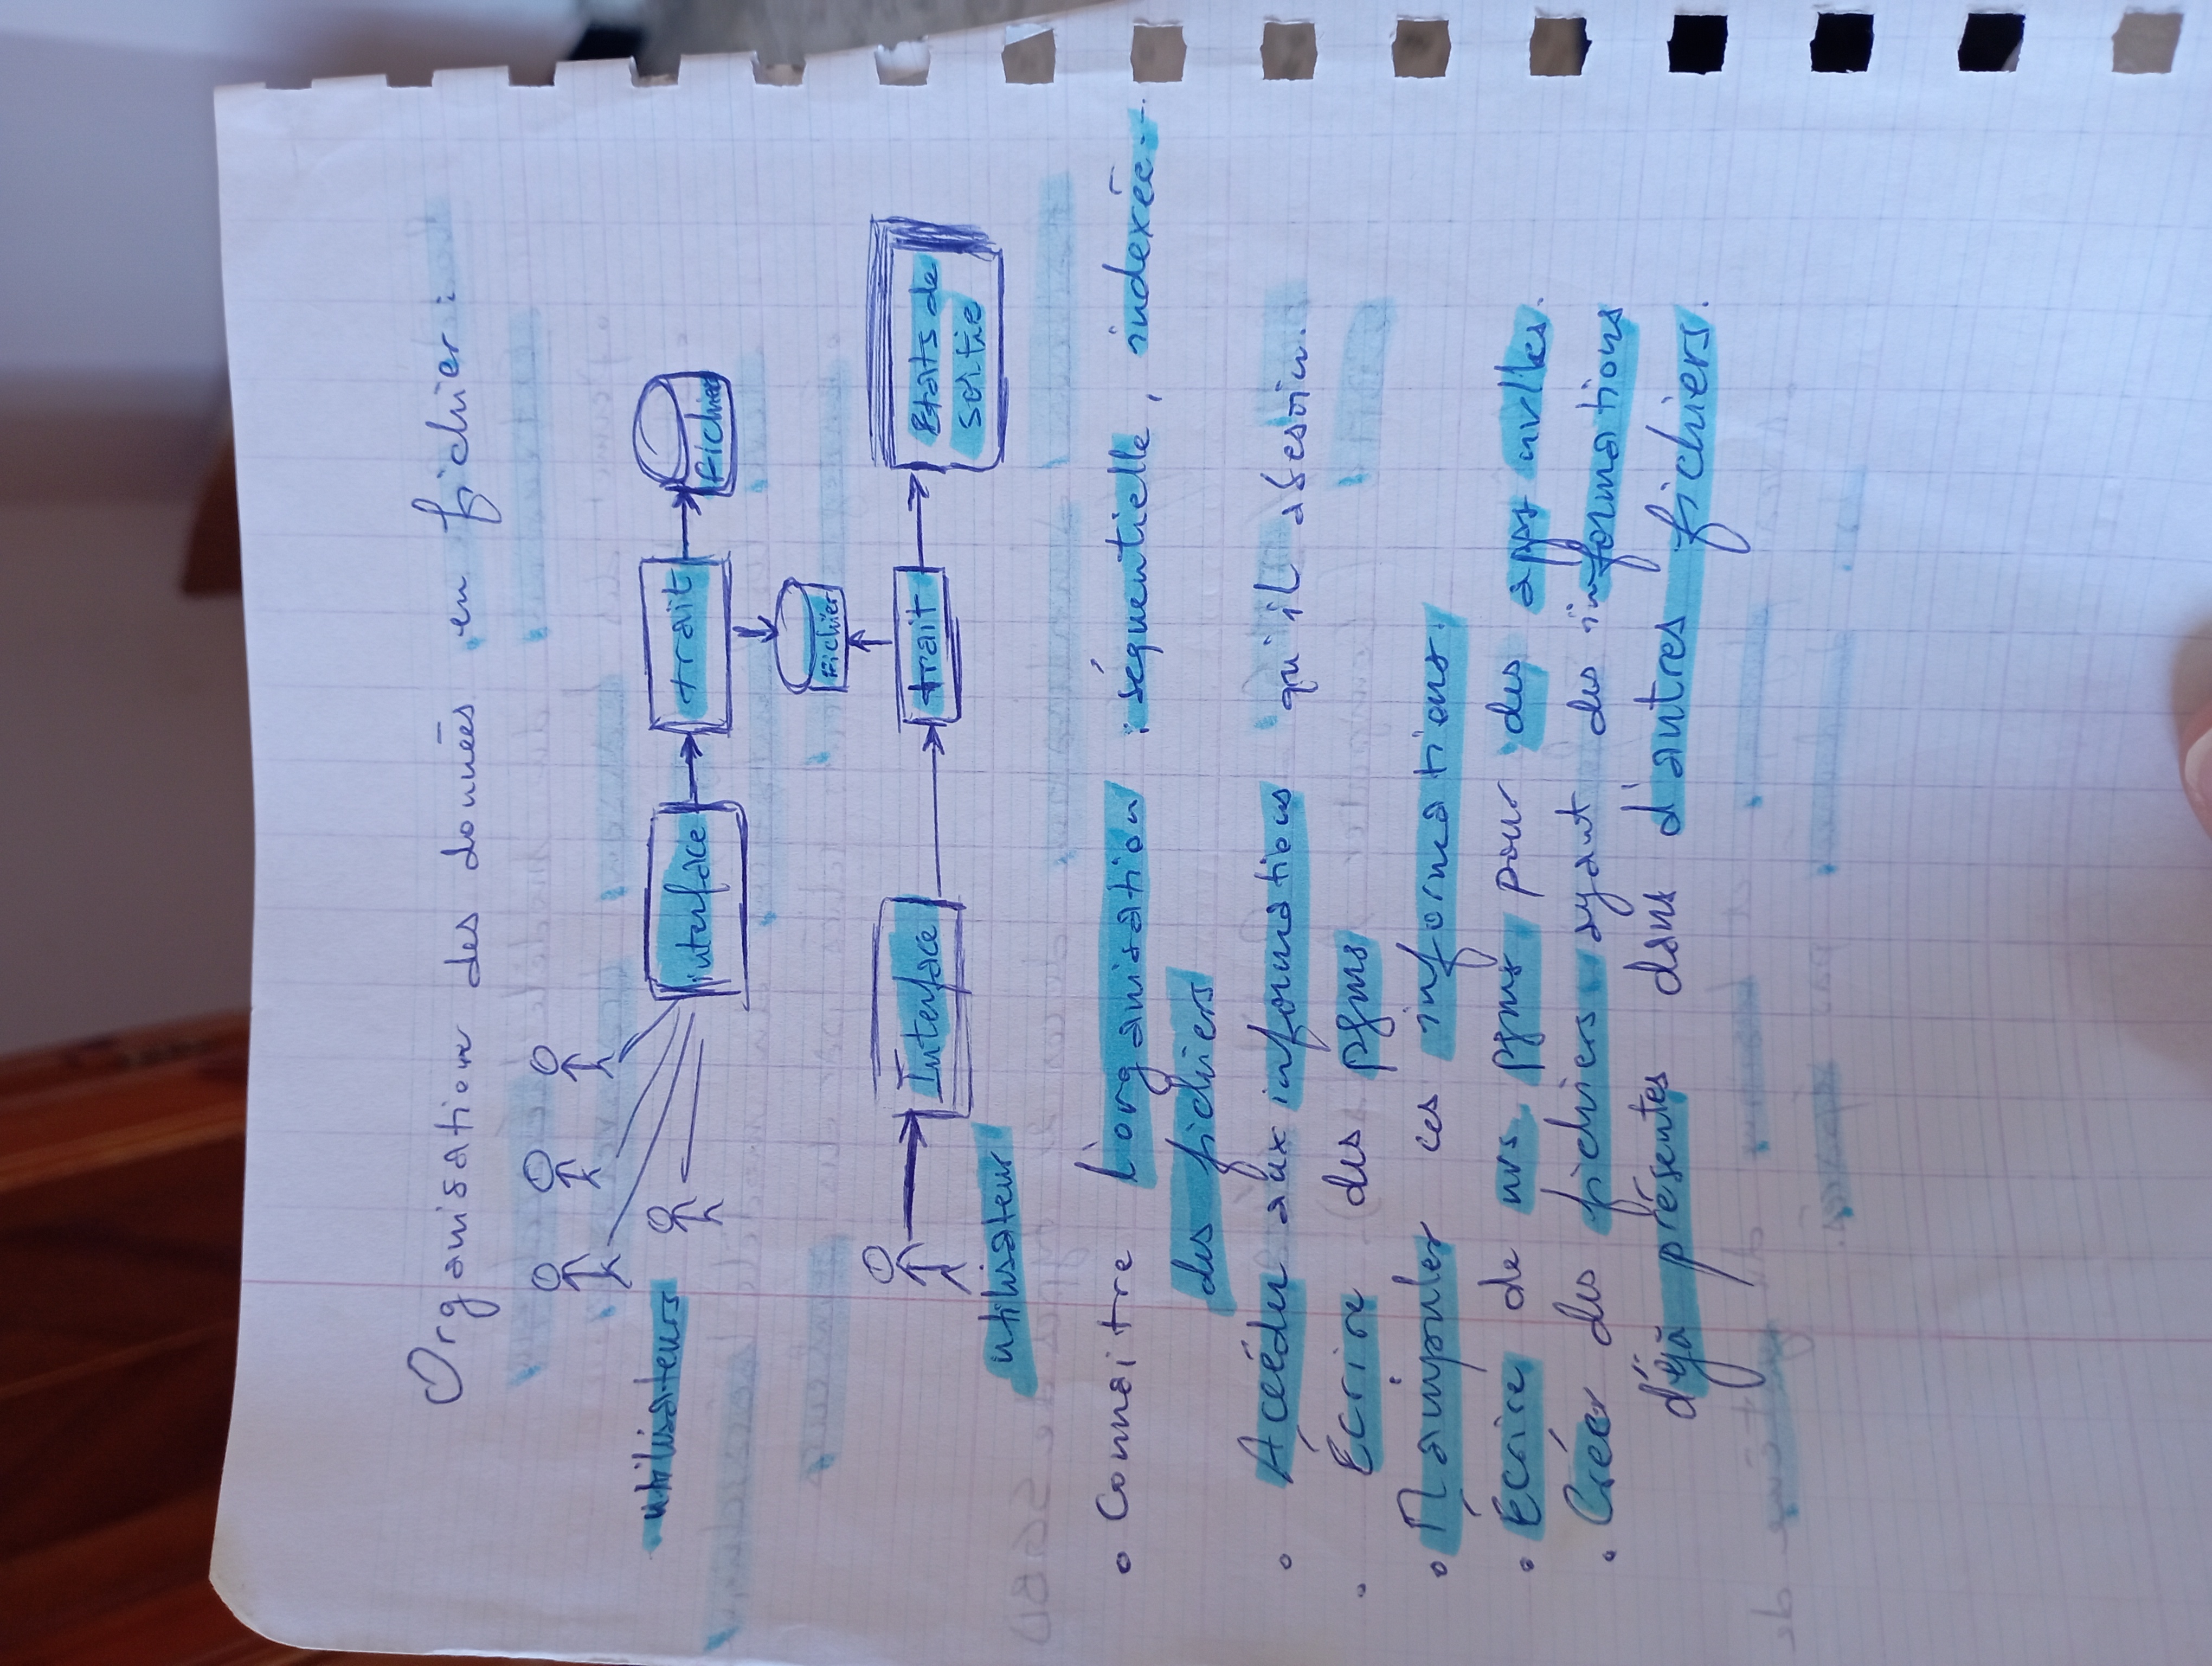 Organisation des données en fichier :
utilisateurs
interface
trait
fichier
Fichier
Interface
trait
Etats de
sortie
utilisateur
• Connaitre l'organisation : séquentielle, indexée...
des fichiers
• Accéder aux informations qu'il a besoin.
• Écrire des pgms
• Manipuler ces informations.
• Écrire de nvs pgms pour des apps nvlles.
• Créer des fichiers ayant des informations
déjà présentes dans d'autres fichiers.